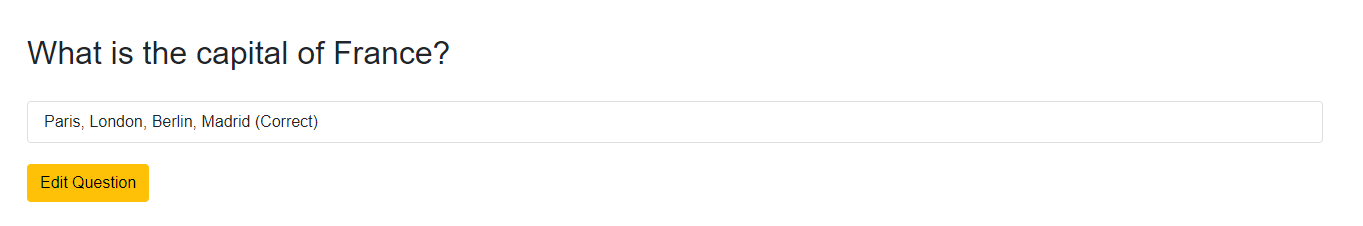 What is the capital of France?
Paris, London, Berlin, Madrid (Correct)
Edit Question